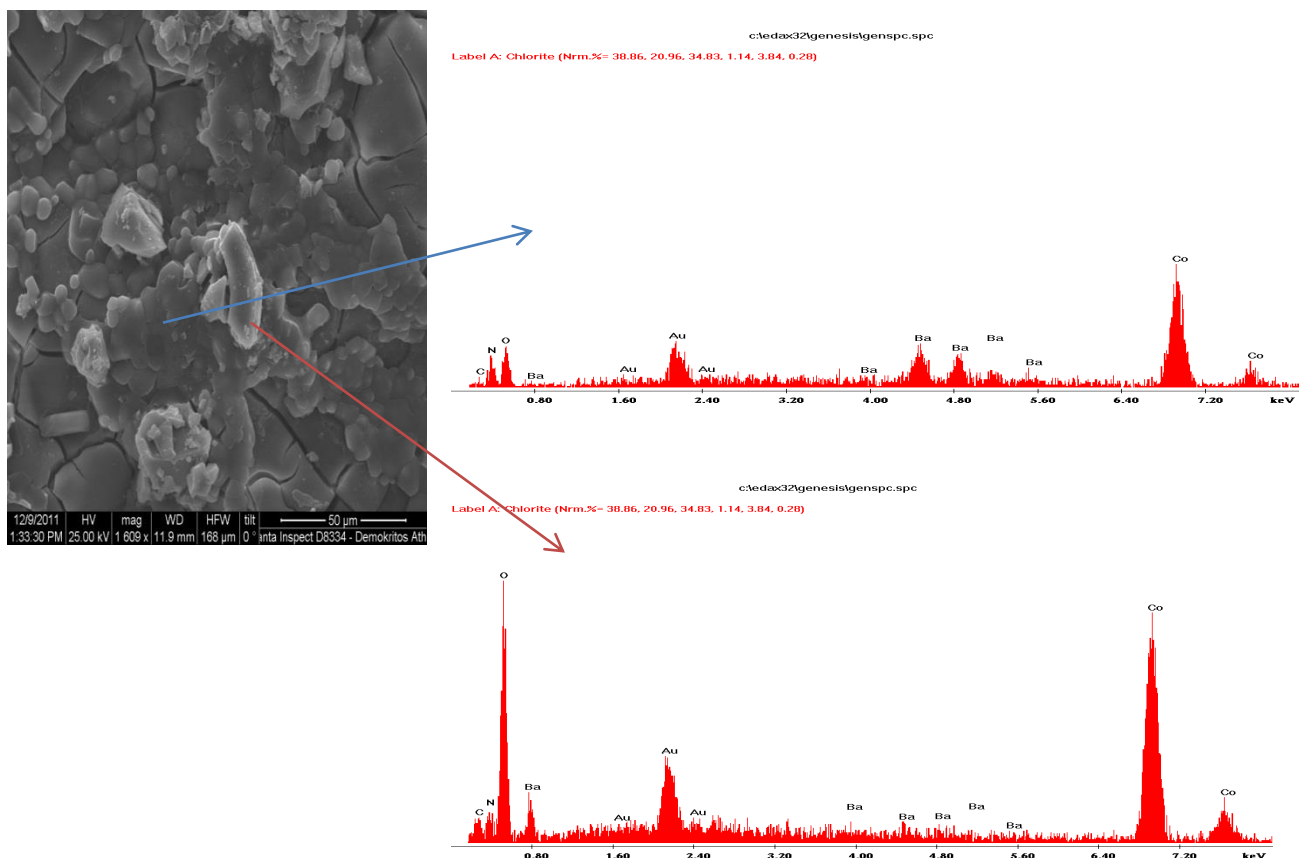 c:\edax32\genesis\genspc.spc
Label A: Chlorite (Nrm.%= 38.86, 20.96, 34.83, 1.14, 3.84, 0.28)
C N O Ba Au Au Au Ba Ba Ba Ba Ba Co Co
0.80 1.60 2.40 3.20 4.00 4.80 5.60 6.40 7.20 keV
12/9/2011 HV mag WD HFW tilt 50 µm
1:33:30 PM 25.00 kV 1 609 x 11.9 mm 168 µm 0 ° anta Inspect D8334 - Demokritos Ath
c:\edax32\genesis\genspc.spc
Label A: Chlorite (Nrm.%= 38.86, 20.96, 34.83, 1.14, 3.84, 0.28)
C N O Ba Au Au Au Ba Ba Ba Ba Ba Co Co
0.80 1.60 2.40 3.20 4.00 4.80 5.60 6.40 7.20